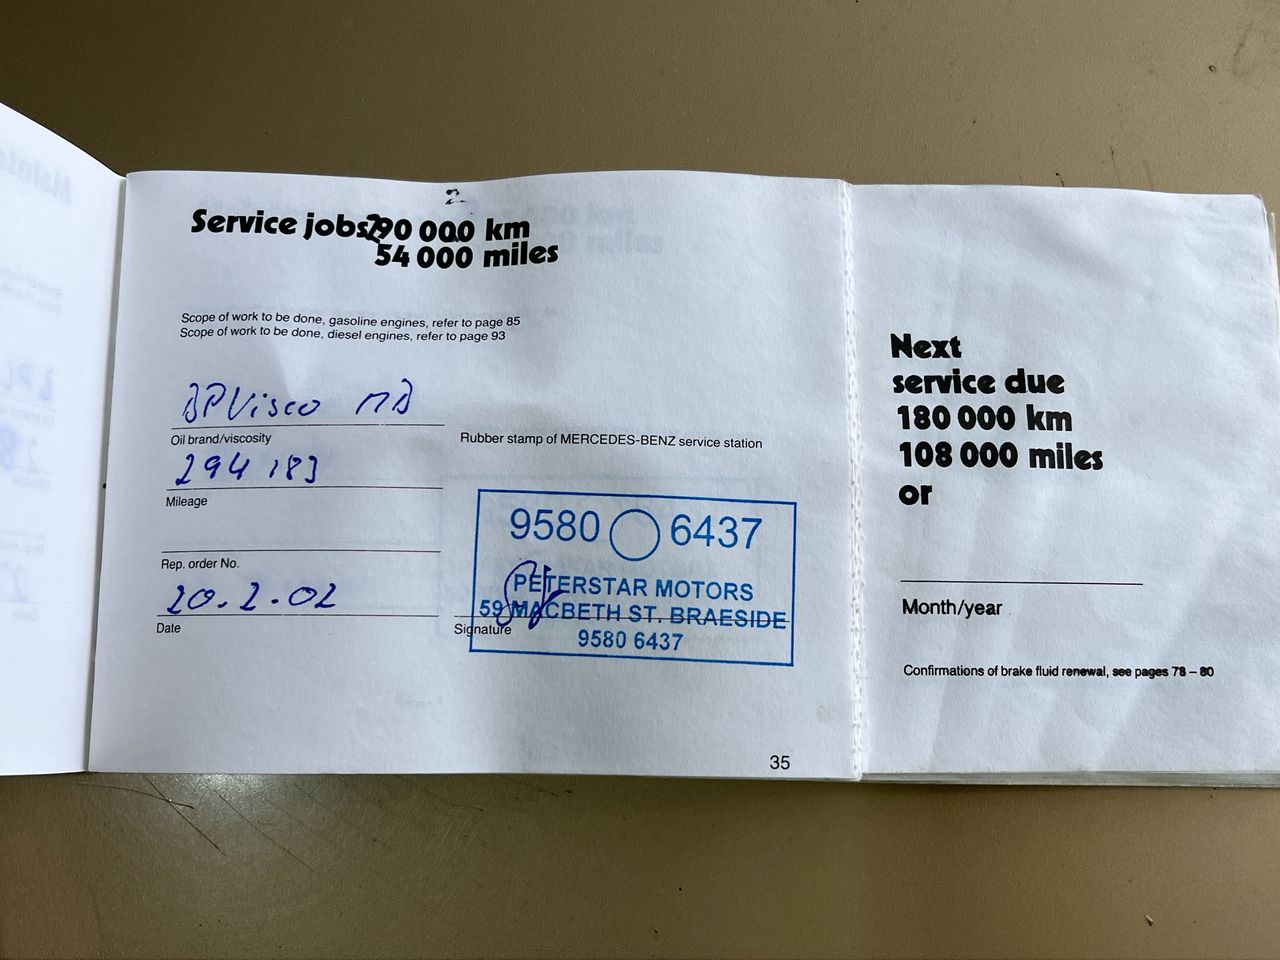 Service jobs 290 000 km
54 000 miles
Scope of work to be done, gasoline engines, refer to page 85
Scope of work to be done, diesel engines, refer to page 93
BP Visco
Oil brand/viscosity
294 183
Mileage
Rep. order No.
20.2.02
Date
Rubber stamp of MERCEDES-BENZ service station
9580 6437
PETERSTAR MOTORS
59 MACBETH ST. BRAESIDE
9580 6437
Signature
35
Next
service due
180 000 km
108 000 miles
or
Month/year
Confirmations of brake fluid renewal, see pages 78 – 80